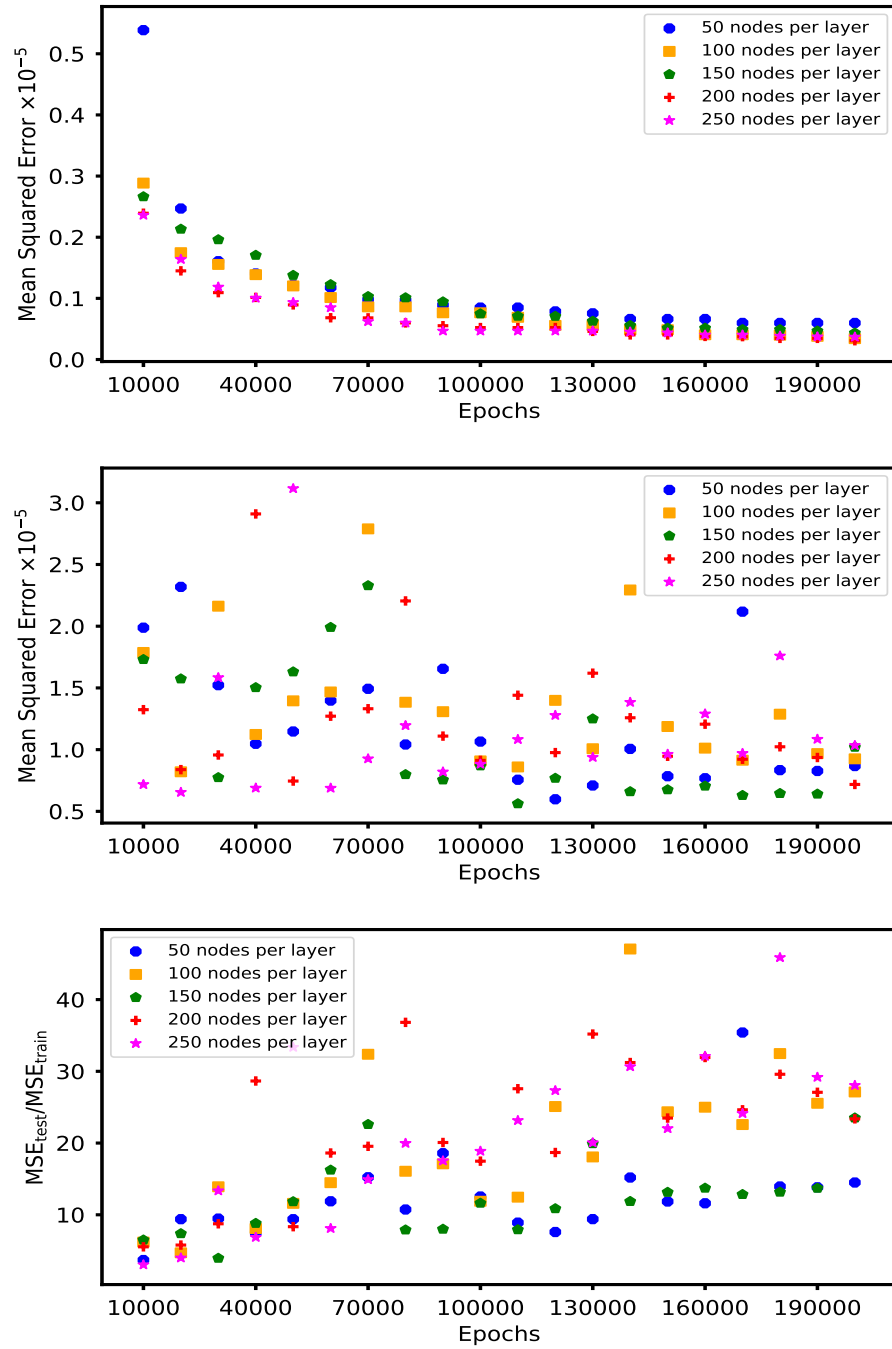 Mean Squared Error ×10⁻⁵
0.5
0.4
0.3
0.2
0.1
0.0
50 nodes per layer
100 nodes per layer
150 nodes per layer
200 nodes per layer
250 nodes per layer
10000 40000 70000 100000 130000 160000 190000
Epochs
Mean Squared Error ×10⁻⁵
3.0
2.5
2.0
1.5
1.0
0.5
50 nodes per layer
100 nodes per layer
150 nodes per layer
200 nodes per layer
250 nodes per layer
10000 40000 70000 100000 130000 160000 190000
Epochs
MSE_test/MSE_train
40
30
20
10
50 nodes per layer
100 nodes per layer
150 nodes per layer
200 nodes per layer
250 nodes per layer
10000 40000 70000 100000 130000 160000 190000
Epochs